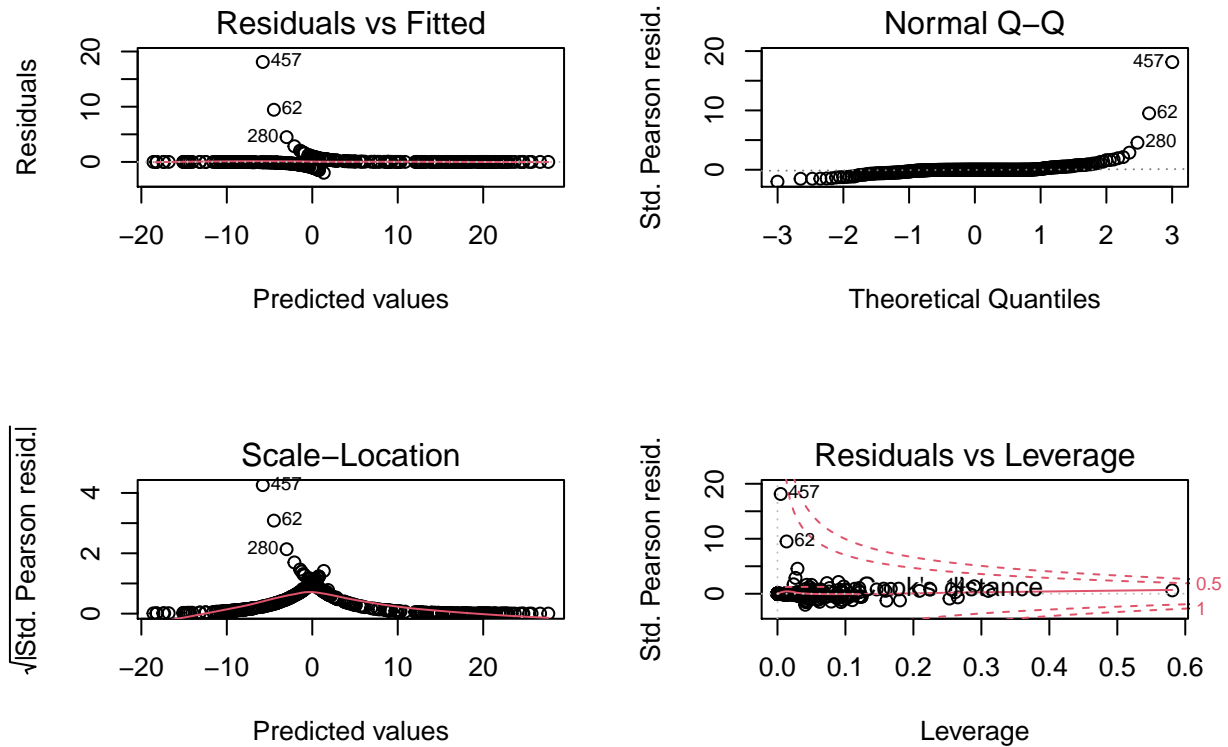 Residuals vs Fitted
Residuals
20
10
0
457
62
280
−20 −10 0 10 20
Predicted values
Normal Q−Q
Std. Pearson resid.
20
10
0
457
62
280
−3 −2 −1 0 1 2 3
Theoretical Quantiles
Scale−Location
√|Std. Pearson resid.|
4
2
0
457
62
280
−20 −10 0 10 20
Predicted values
Residuals vs Leverage
Std. Pearson resid.
20
10
0
457
62
distance
0.5
1
0.0 0.1 0.2 0.3 0.4 0.5 0.6
Leverage